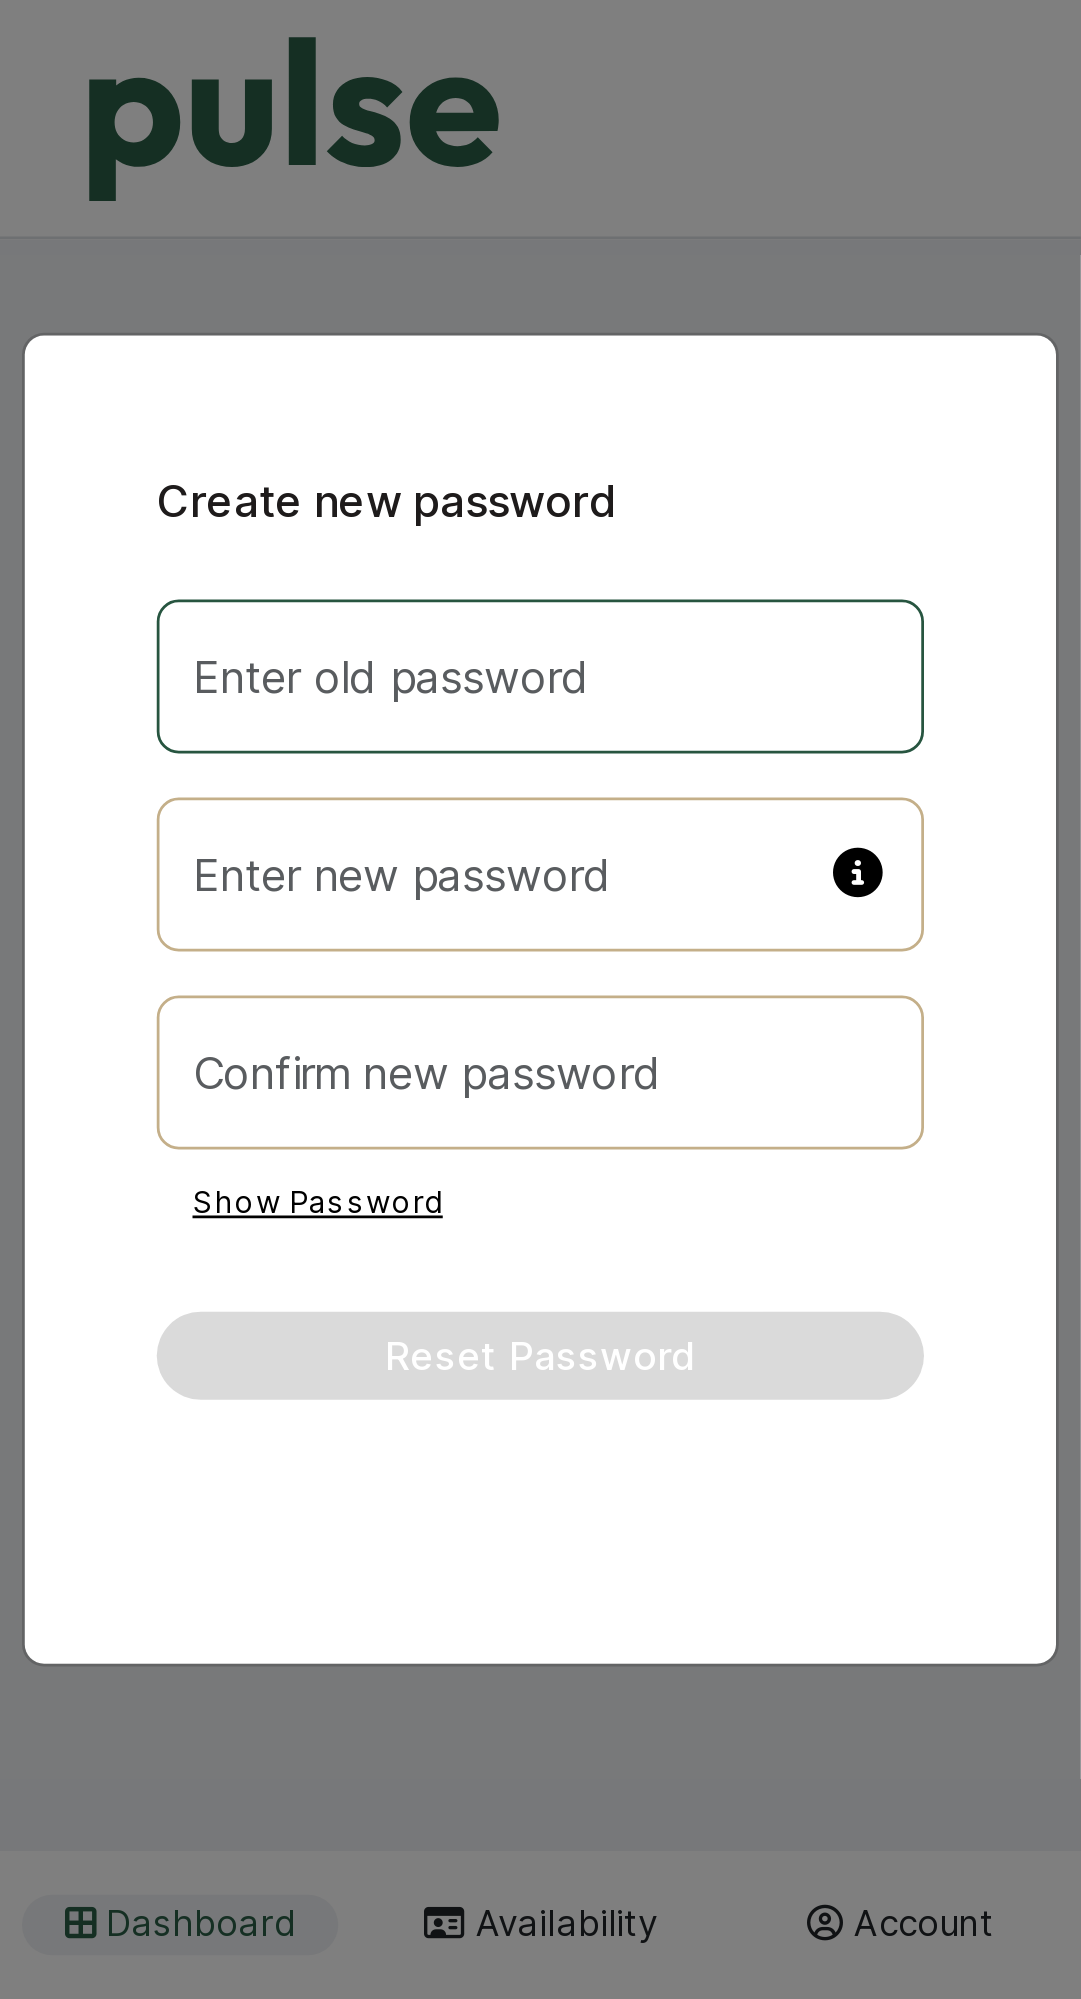 pulse
Create new password
Enter old password
Enter new password
Confirm new password
Show Password
Reset Password
Dashboard
Availability
Account